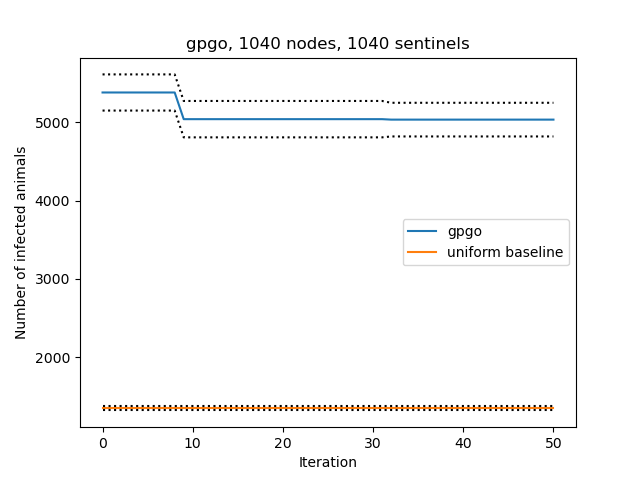 gpgo, 1040 nodes, 1040 sentinels
Number of infected animals
5000
4000
3000
2000
gpgo
uniform baseline
0
10
20
30
40
50
Iteration